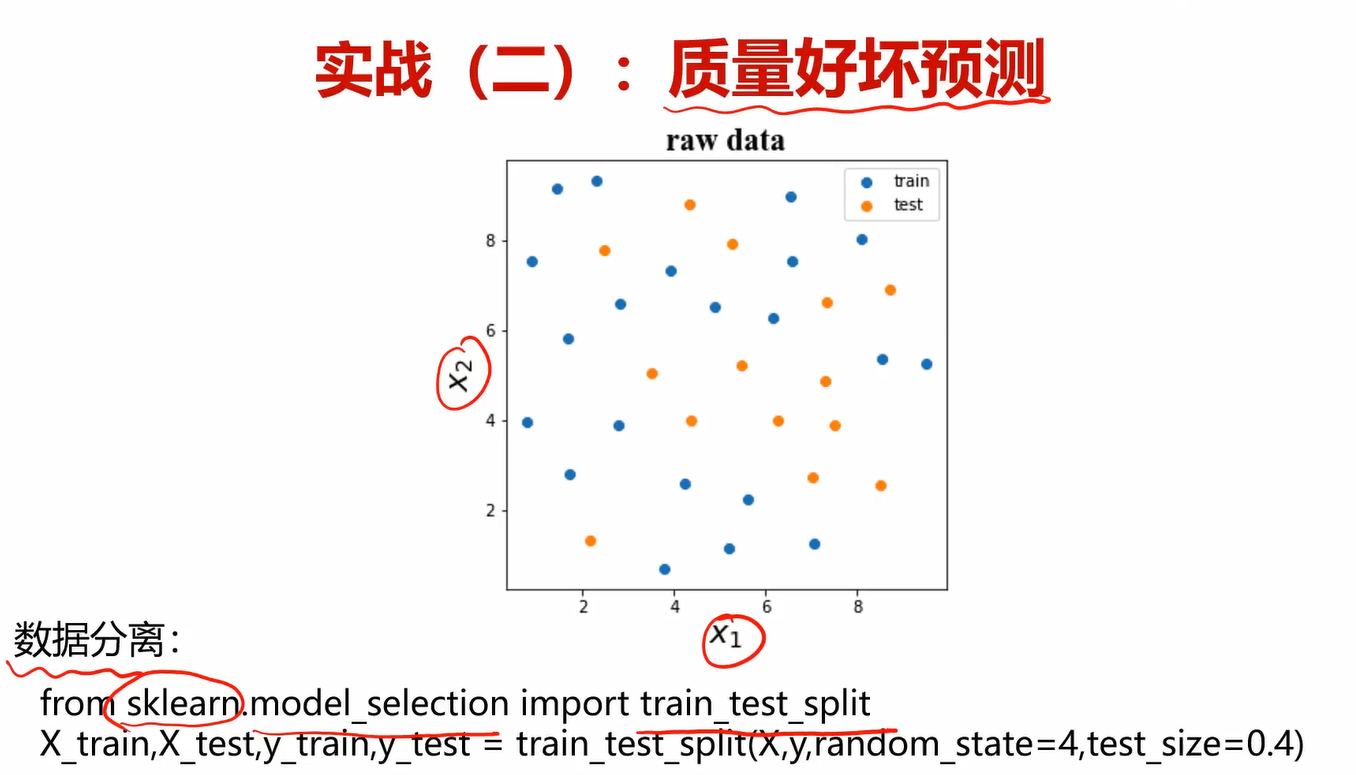 实战（二）：质量好坏预测
raw data
train
test
8
6
4
2
x₂
2 4 6 8
x₁
数据分离：
from sklearn.model_selection import train_test_split
X_train,X_test,y_train,y_test = train_test_split(X,y,random_state=4,test_size=0.4)